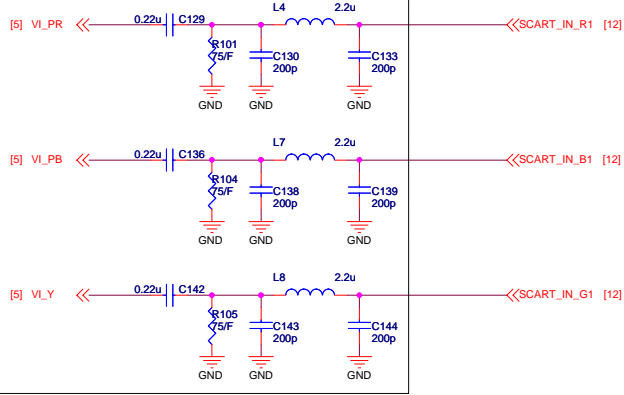 L4 2.2u
[5] VI_PR 0.22u C129 SCART_IN_R1 [12]
R101
75/F
C130
200p
C133
200p
GND GND GND
L7 2.2u
[5] VI_PB 0.22u C136 SCART_IN_B1 [12]
R104
75/F
C138
200p
C139
200p
GND GND GND
L8 2.2u
[5] VI_Y 0.22u C142 SCART_IN_G1 [12]
R105
75/F
C143
200p
C144
200p
GND GND GND